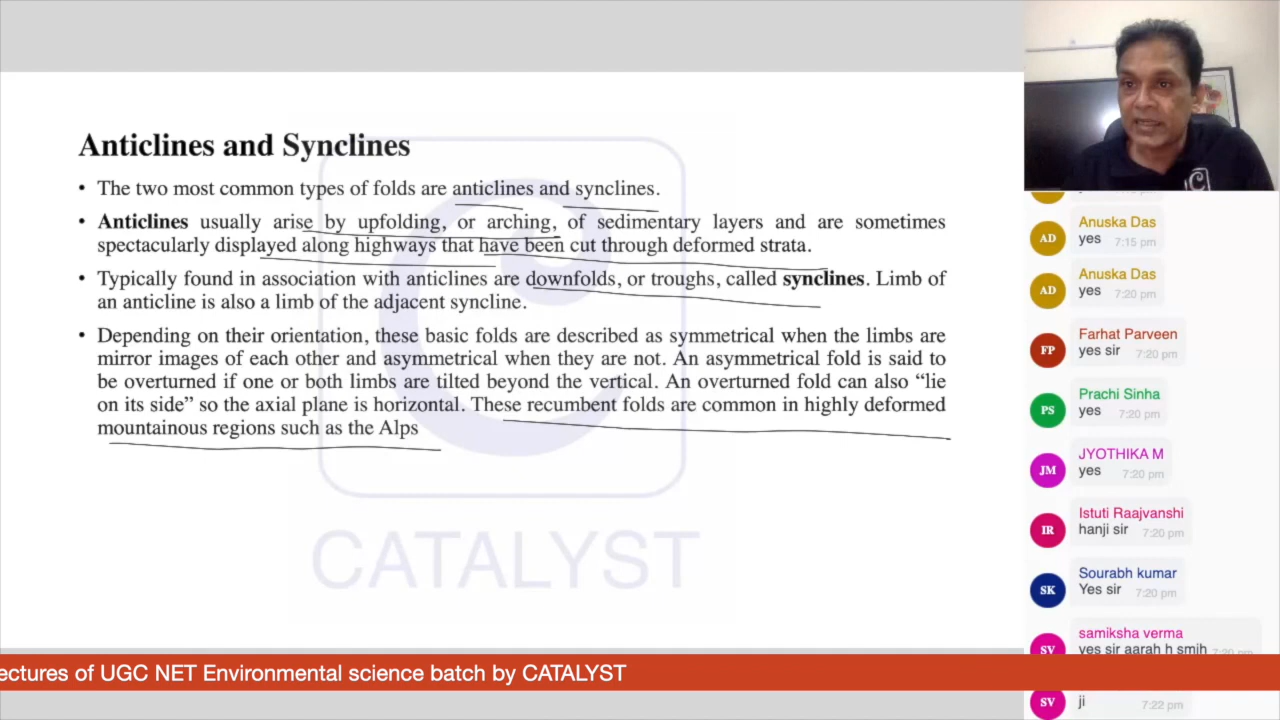 Anticlines and Synclines
• The two most common types of folds are anticlines and synclines.
• Anticlines usually arise by upfolding, or arching, of sedimentary layers and are sometimes
spectacularly displayed along highways that have been cut through deformed strata.
• Typically found in association with anticlines are downfolds, or troughs, called synclines. Limb of
an anticline is also a limb of the adjacent syncline.
• Depending on their orientation, these basic folds are described as symmetrical when the limbs are
mirror images of each other and asymmetrical when they are not. An asymmetrical fold is said to
be overturned if one or both limbs are tilted beyond the vertical. An overturned fold can also “lie
on its side” so the axial plane is horizontal. These recumbent folds are common in highly deformed
mountainous regions such as the Alps
CATALYST
AD
Anuska Das
yes 7:15 pm
AD
Anuska Das
yes 7:20 pm
FP
Farhat Parveen
yes sir 7:20 pm
PS
Prachi Sinha
yes 7:20 pm
JM
JYOTHIKA M
yes 7:20 pm
IR
Istuti Raajvanshi
hanji sir 7:20 pm
SK
Sourabh kumar
Yes sir 7:20 pm
SV
samiksha verma
yes sir aarah h smih 7:20 pm
ectures of UGC NET Environmental science batch by CATALYST
SV
ji 7:22 pm